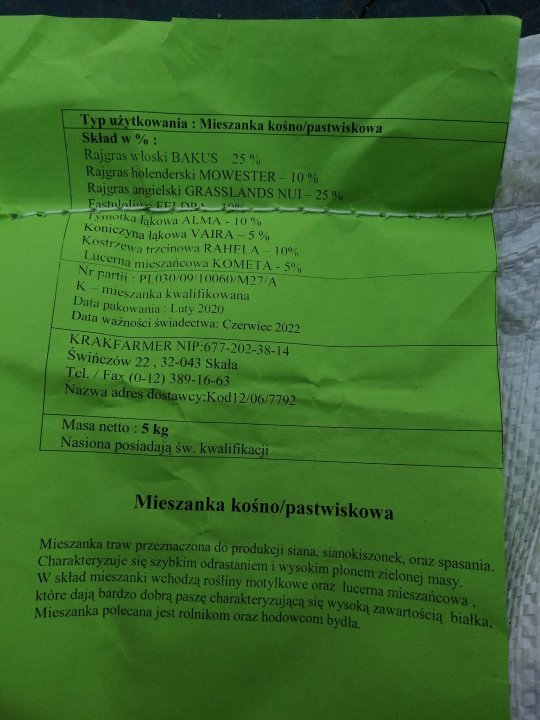 Typ użytkowania : Mieszanka kośno/pastwiskowa
Skład w % :
Rajgras włoski BAKUS – 25 %
Rajgras holenderski MOWESTER – 10 %
Rajgras angielski GRASSLANDS NUI – 25 %
Festulolium FELOPA – 10%
Tymotka łąkowa ALMA - 10 %
Koniczyna łąkowa VAIRA – 5 %
Kostrzewa trzcinowa RAHELA – 10%
Lucerna mieszańcowa KOMETA - 5%
Nr partii : PL030/09/10060/M27/A
K – mieszanka kwalifikowana
Data pakowania : Luty 2020
Data ważności świadectwa: Czerwiec 2022
KRAKFARMER NIP:677-202-38-14
Świńczów 22 , 32-043 Skała
Tel. / Fax (0-12) 389-16-63
Nazwa adres dostawcy:Kod12/06/7792
Masa netto : 5 kg
Nasiona posiadają św. kwalifikacji
Mieszanka kośno/pastwiskowa
Mieszanka traw przeznaczona do produkcji siana, sianokiszonek, oraz spasania.
Charakteryzuje się szybkim odrastaniem i wysokim plonem zielonej masy.
W skład mieszanki wchodzą rośliny motylkowe oraz lucerna mieszańcowa ,
które dają bardzo dobrą paszę charakteryzującą się wysoką zawartością białka,
Mieszanka polecana jest rolnikom oraz hodowcom bydła.